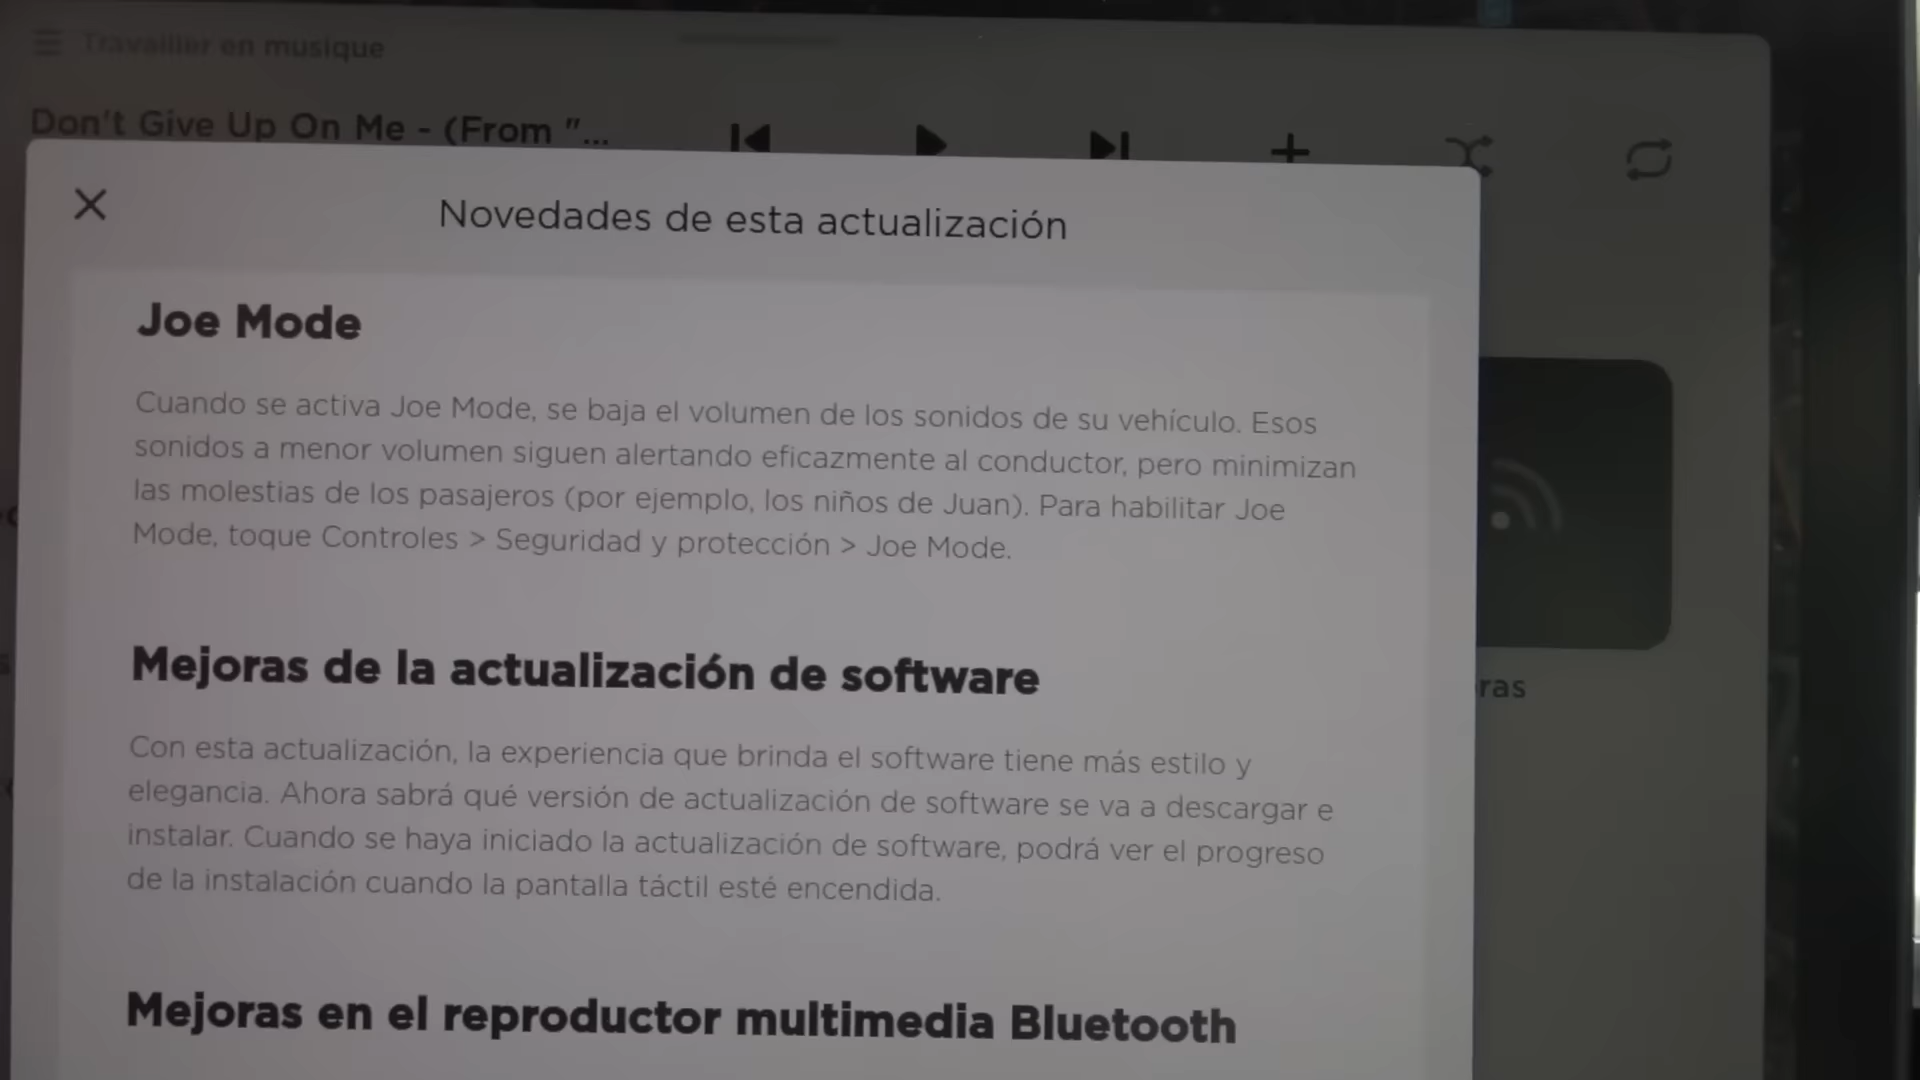 Travailler en musique
Don't Give Up On Me - (From "...
Novedades de esta actualización
Joe Mode
Cuando se activa Joe Mode, se baja el volumen de los sonidos de su vehículo. Esos
sonidos a menor volumen siguen alertando eficazmente al conductor, pero minimizan
las molestias de los pasajeros (por ejemplo, los niños de Juan). Para habilitar Joe
Mode, toque Controles > Seguridad y protección > Joe Mode.
Mejoras de la actualización de software
ras
Con esta actualización, la experiencia que brinda el software tiene más estilo y
elegancia. Ahora sabrá qué versión de actualización de software se va a descargar e
instalar. Cuando se haya iniciado la actualización de software, podrá ver el progreso
de la instalación cuando la pantalla táctil esté encendida.
Mejoras en el reproductor multimedia Bluetooth